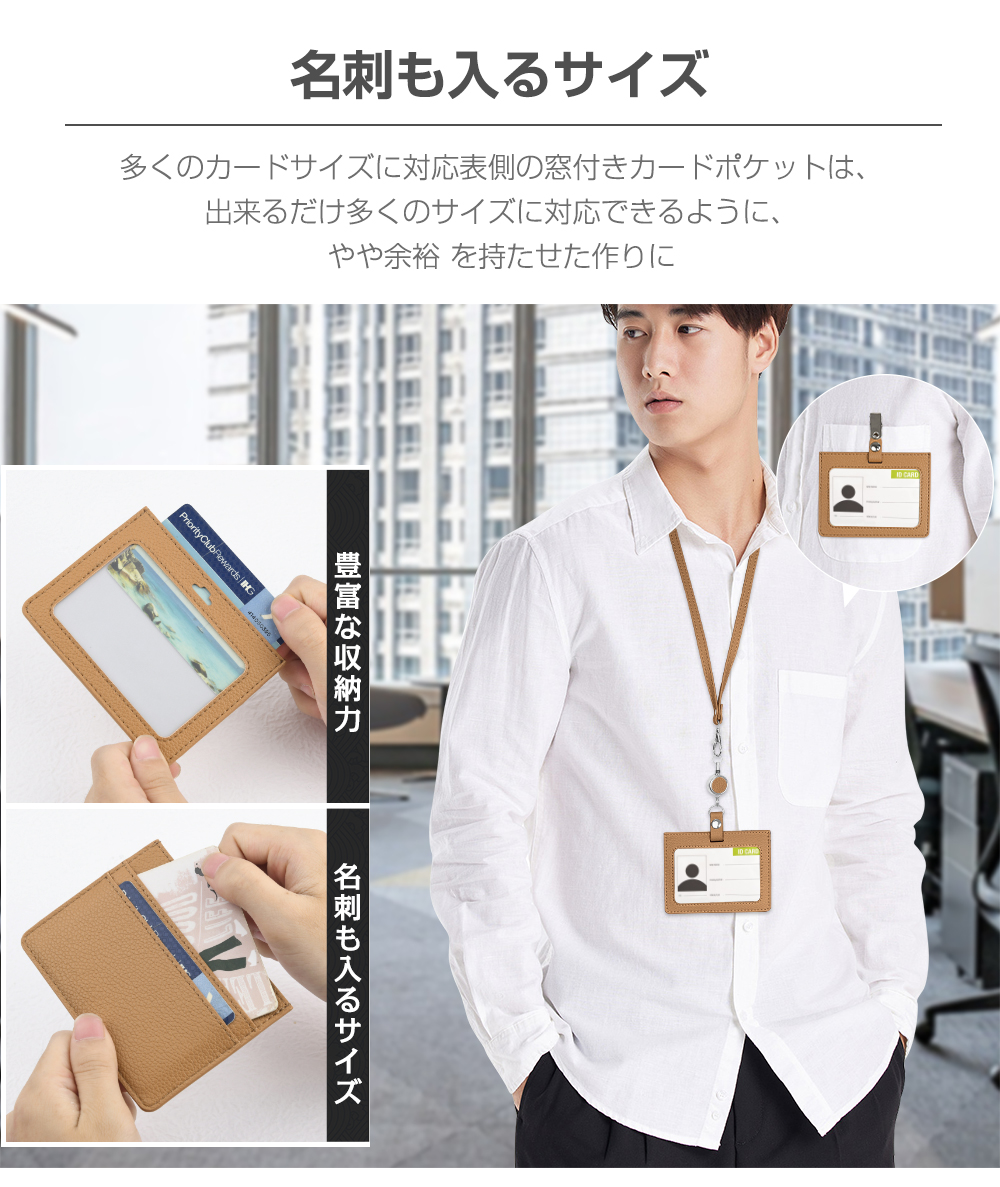 名刺も入るサイズ
多くのカードサイズに対応表側の窓付きカードポケットは、
出来るだけ多くのサイズに対応できるように、
やや余裕 を持たせた作りに
ID CARD
PriorityClubRewards | IHG
豊富な収納力
ID CARD
名刺も入るサイズ